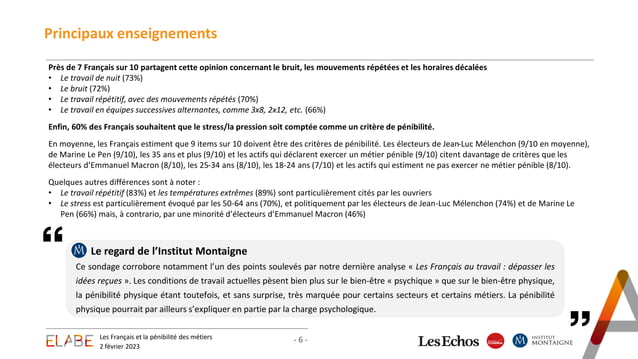 Principaux enseignements
Près de 7 Français sur 10 partagent cette opinion concernant le bruit, les mouvements répétées et les horaires décalées
• Le travail de nuit (73%)
• Le bruit (72%)
• Le travail répétitif, avec des mouvements répétés (70%)
• Le travail en équipes successives alternantes, comme 3x8, 2x12, etc. (66%)
Enfin, 60% des Français souhaitent que le stress/la pression soit comptée comme un critère de pénibilité.
En moyenne, les Français estiment que 9 items sur 10 doivent être des critères de pénibilité. Les électeurs de Jean-Luc Mélenchon (9/10 en moyenne),
de Marine Le Pen (9/10), les 35 ans et plus (9/10) et les actifs qui déclarent exercer un métier pénible (9/10) citent davantage de critères que les
électeurs d’Emmanuel Macron (8/10), les 25-34 ans (8/10), les 18-24 ans (7/10) et les actifs qui estiment ne pas exercer ne métier pénible (8/10).
Quelques autres différences sont à noter :
• Le travail répétitif (83%) et les températures extrêmes (89%) sont particulièrement cités par les ouvriers
• Le stress est particulièrement évoqué par les 50-64 ans (70%), et politiquement par les électeurs de Jean-Luc Mélenchon (74%) et de Marine Le
Pen (66%) mais, à contrario, par une minorité d’électeurs d’Emmanuel Macron (46%)
“
Le regard de l’Institut Montaigne
Ce sondage corrobore notamment l’un des points soulevés par notre dernière analyse « Les Français au travail : dépasser les
idées reçues ». Les conditions de travail actuelles pèsent bien plus sur le bien-être « psychique » que sur le bien-être physique,
la pénibilité physique étant toutefois, et sans surprise, très marquée pour certains secteurs et certains métiers. La pénibilité
physique pourrait par ailleurs s’expliquer en partie par la charge psychologique.
”
ELABE
Les Français et la pénibilité des métiers
2 février 2023
- 6 -
Les Echos
INSTITUT
MONTAIGNE